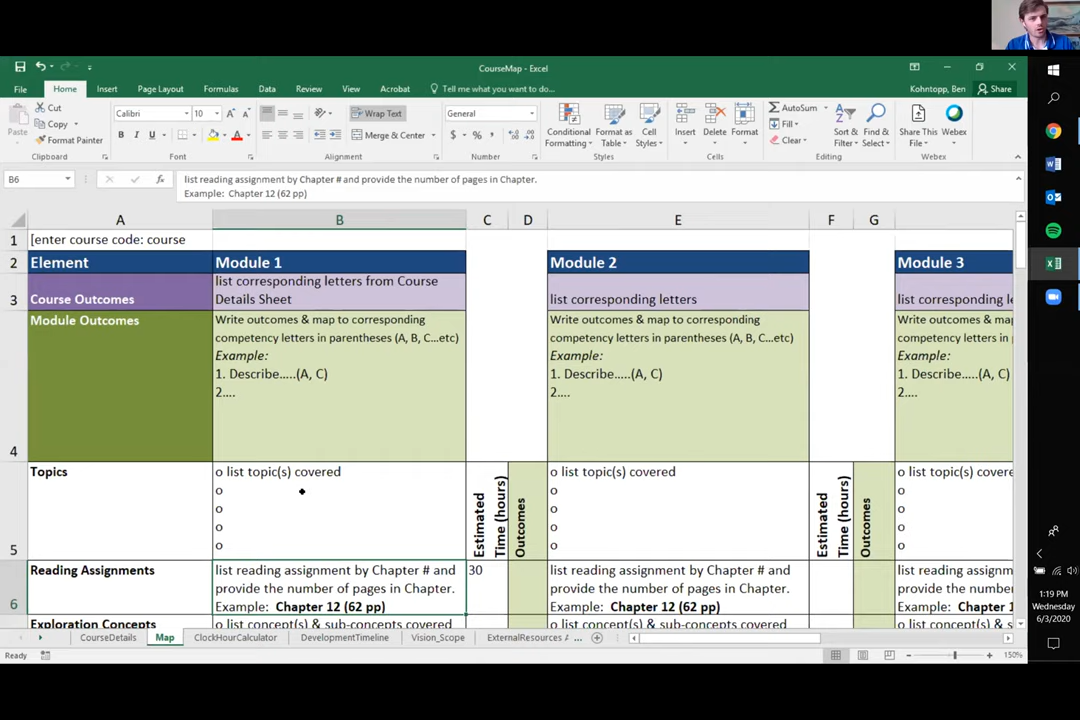 CourseMap - Excel
File Home Insert Page Layout Formulas Data Review View Acrobat Tell me what you want to do... Kohntopp, Ben Share
Paste
Cut
Copy
Format Painter
Clipboard
Calibri 10
B I U
Font
Wrap Text
Merge & Center
Alignment
General
$ % ,
Number
Conditional Formatting
Format as Table
Cell Styles
Styles
Insert
Delete
Format
Cells
AutoSum
Fill
Clear
Sort & Filter
Find & Select
Editing
Share This File
Webex
Webex
B6
fx
list reading assignment by Chapter # and provide the number of pages in Chapter.
Example: Chapter 12 (62 pp)
A B C D E F G
1 [enter course code: course
2 Element Module 1 Module 2 Module 3
3 Course Outcomes
list corresponding letters from Course
Details Sheet
list corresponding letters
list corresponding le
4 Module Outcomes
Write outcomes & map to corresponding
competency letters in parentheses (A, B, C...etc)
Example:
1. Describe.....(A, C)
2....
Write outcomes & map to corresponding
competency letters in parentheses (A, B, C...etc)
Example:
1. Describe.....(A, C)
2....
Write outcomes & map
competency letters in p
Example:
1. Describe.....(A, C)
2....
5 Topics
o list topic(s) covered
o
o
o
o
Estimated
Time (hours)
Outcomes
o list topic(s) covered
o
o
o
o
Estimated
Time (hours)
Outcomes
o list topic(s) covere
o
o
o
o
6 Reading Assignments
list reading assignment by Chapter # and
provide the number of pages in Chapter.
Example: Chapter 12 (62 pp)
30
list reading assignment by Chapter # and
provide the number of pages in Chapter.
Example: Chapter 12 (62 pp)
list reading assignm
provide the number
Example: Chapter 1
Exploration Concepts
o list concept(s) & sub-concepts covered
o list concept(s) & sub-concepts covered
o list concept(s) & s
CourseDetails Map ClockHourCalculator DevelopmentTimeline Vision_Scope ExternalResources A ...
Ready
150%
1:19 PM
Wednesday
6/3/2020